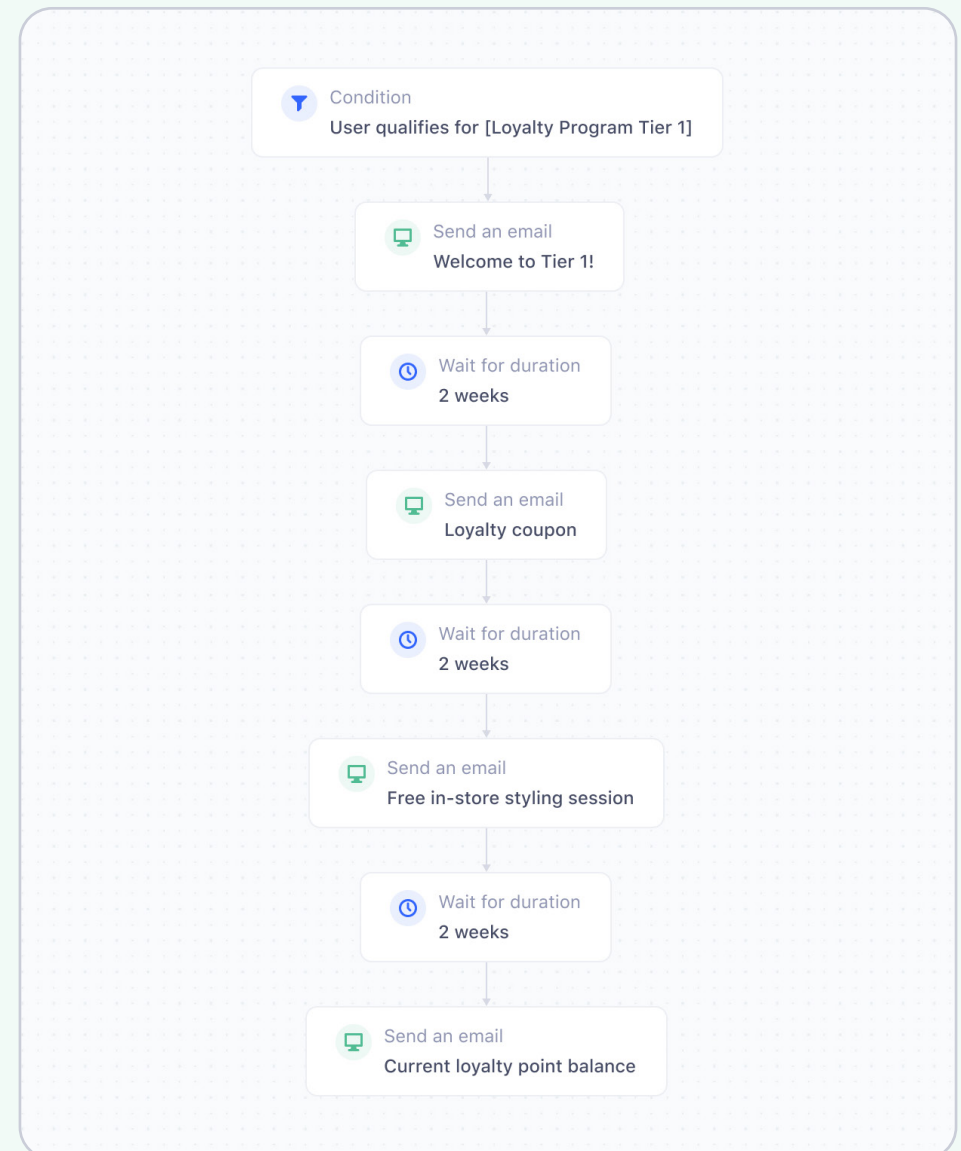 Condition
User qualifies for [Loyalty Program Tier 1]
Send an email
Welcome to Tier 1!
Wait for duration
2 weeks
Send an email
Loyalty coupon
Wait for duration
2 weeks
Send an email
Free in-store styling session
Wait for duration
2 weeks
Send an email
Current loyalty point balance